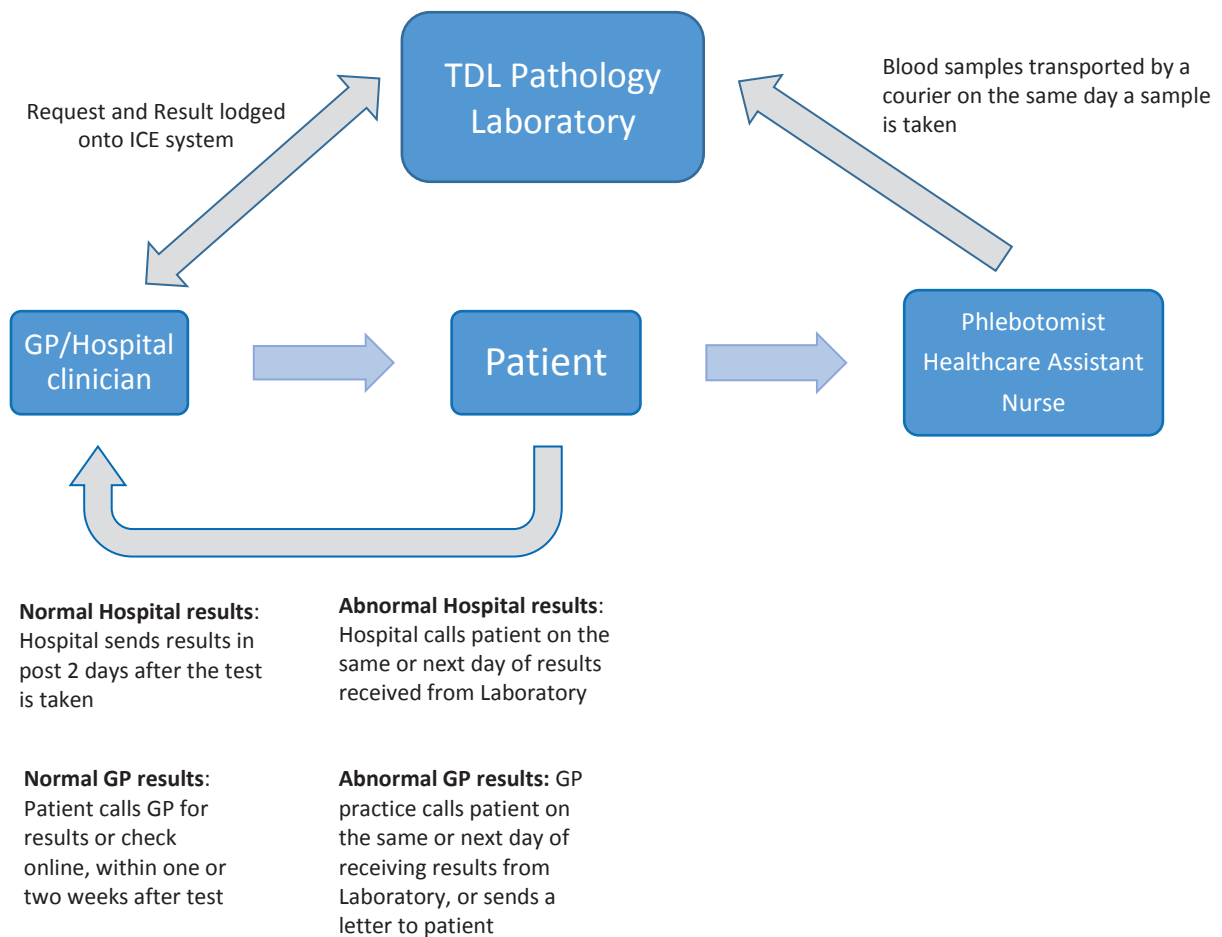 TDL Pathology
Laboratory
Request and Result lodged
onto ICE system
Blood samples transported by a
courier on the same day a sample
is taken
GP/Hospital
clinician
Patient
Phlebotomist
Healthcare Assistant
Nurse
Normal Hospital results:
Hospital sends results in
post 2 days after the test
is taken
Abnormal Hospital results:
Hospital calls patient on the
same or next day of results
received from Laboratory
Normal GP results:
Patient calls GP for
results or check
online, within one or
two weeks after test
Abnormal GP results: GP
practice calls patient on
the same or next day of
receiving results from
Laboratory, or sends a
letter to patient